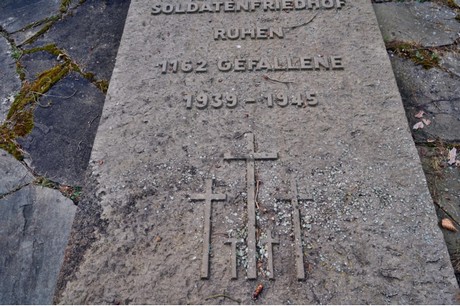 SOLDATENFRIEDHOF
RUHEN
1162 GEFALLENE
1939 - 1945